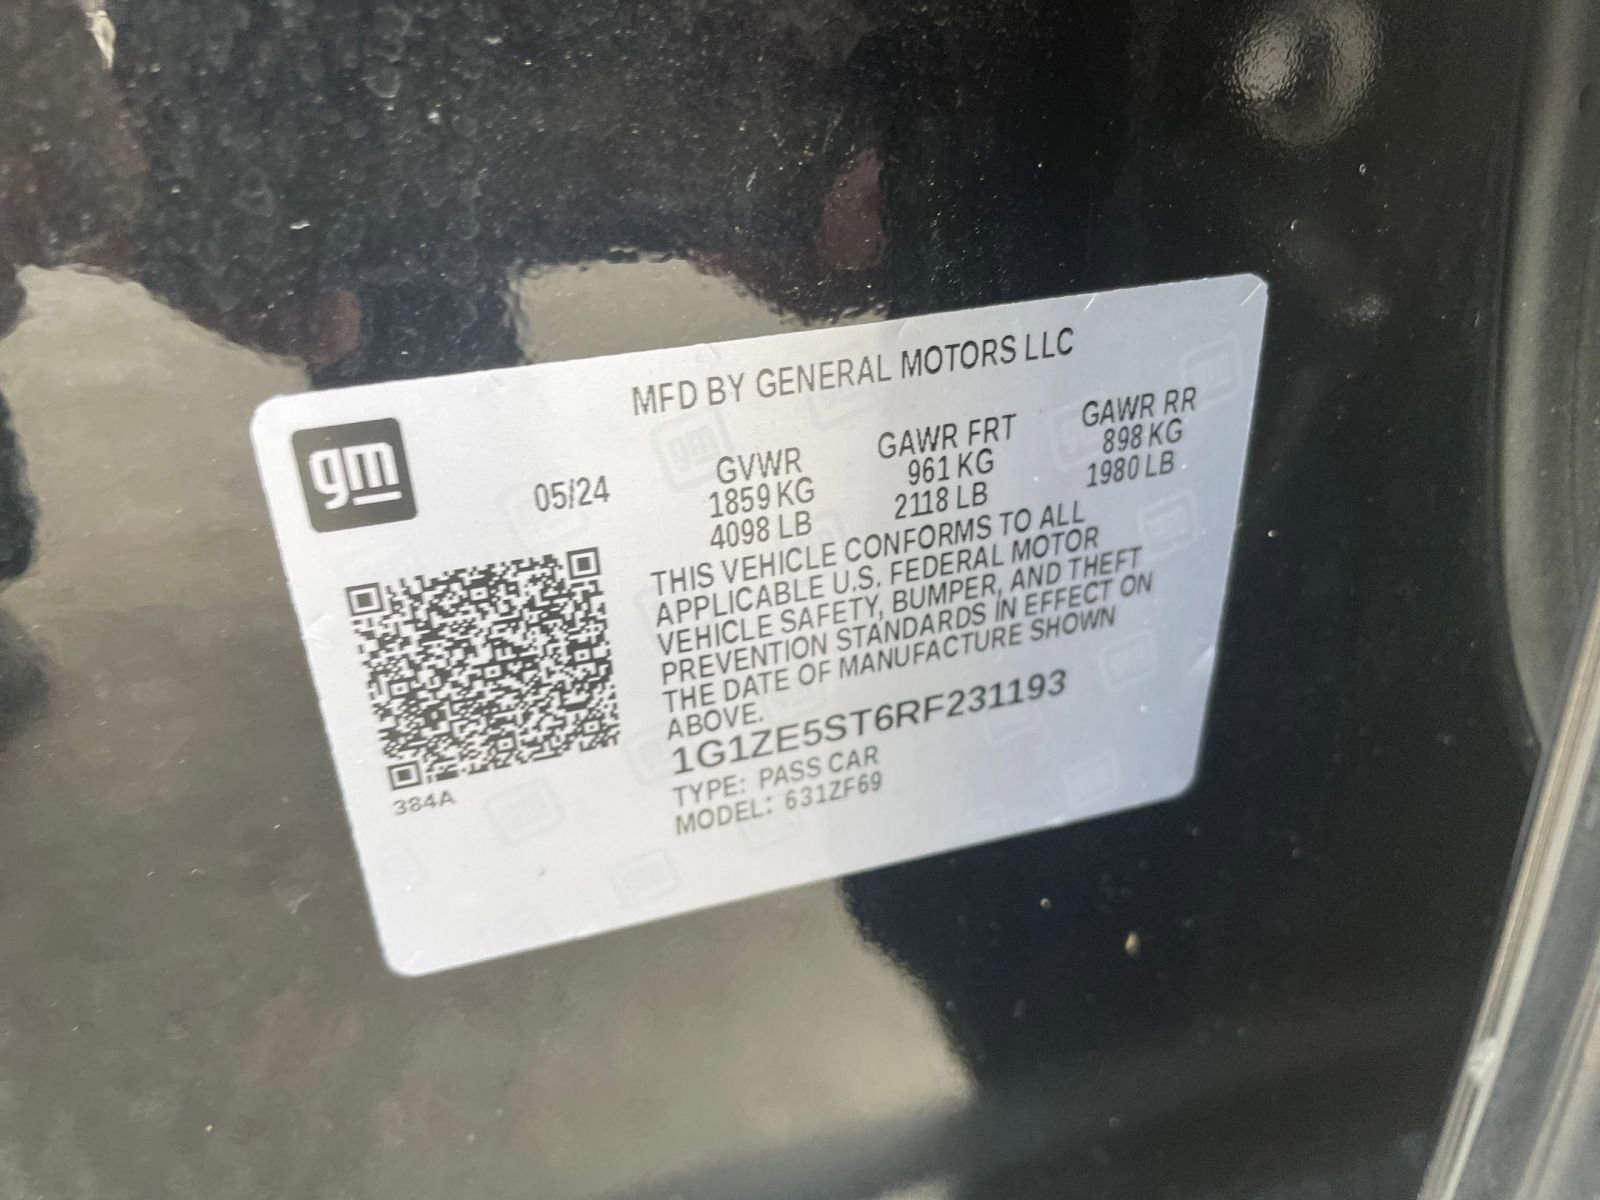 MFD BY GENERAL MOTORS LLC
gm
05/24
GVWR
1859 KG
4098 LB
GAWR FRT
961 KG
2118 LB
GAWR RR
898 KG
1980 LB
THIS VEHICLE CONFORMS TO ALL
APPLICABLE U.S. FEDERAL MOTOR
VEHICLE SAFETY, BUMPER, AND THEFT
PREVENTION STANDARDS IN EFFECT ON
THE DATE OF MANUFACTURE SHOWN
ABOVE.
1G1ZE5ST6RF231193
TYPE: PASS CAR
MODEL: 631ZF69
384A